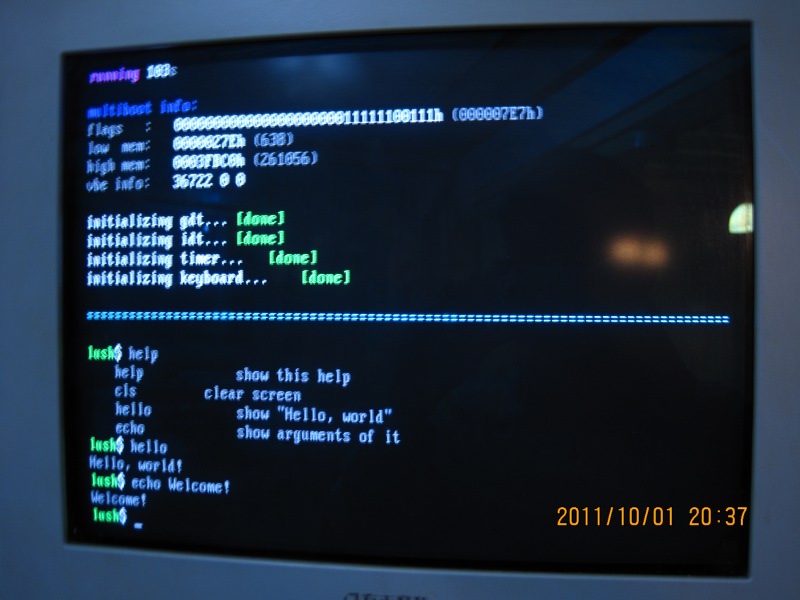 running 103s
multiboot info:
flags : 00000000000000000000011111100111b (000007E7h)
low mem: 0000027Eh (638)
high mem: 0003FBC0h (261056)
vbe info: 36722 0 0
initializing gdt... [done]
initializing idt... [done]
initializing timer... [done]
initializing keyboard... [done]
lush$ help
help show this help
cls clear screen
hello show "Hello, world"
echo show arguments of it
lush$ hello
Hello, world!
lush$ echo Welcome!
Welcome!
lush$ _
2011/10/01 20:37